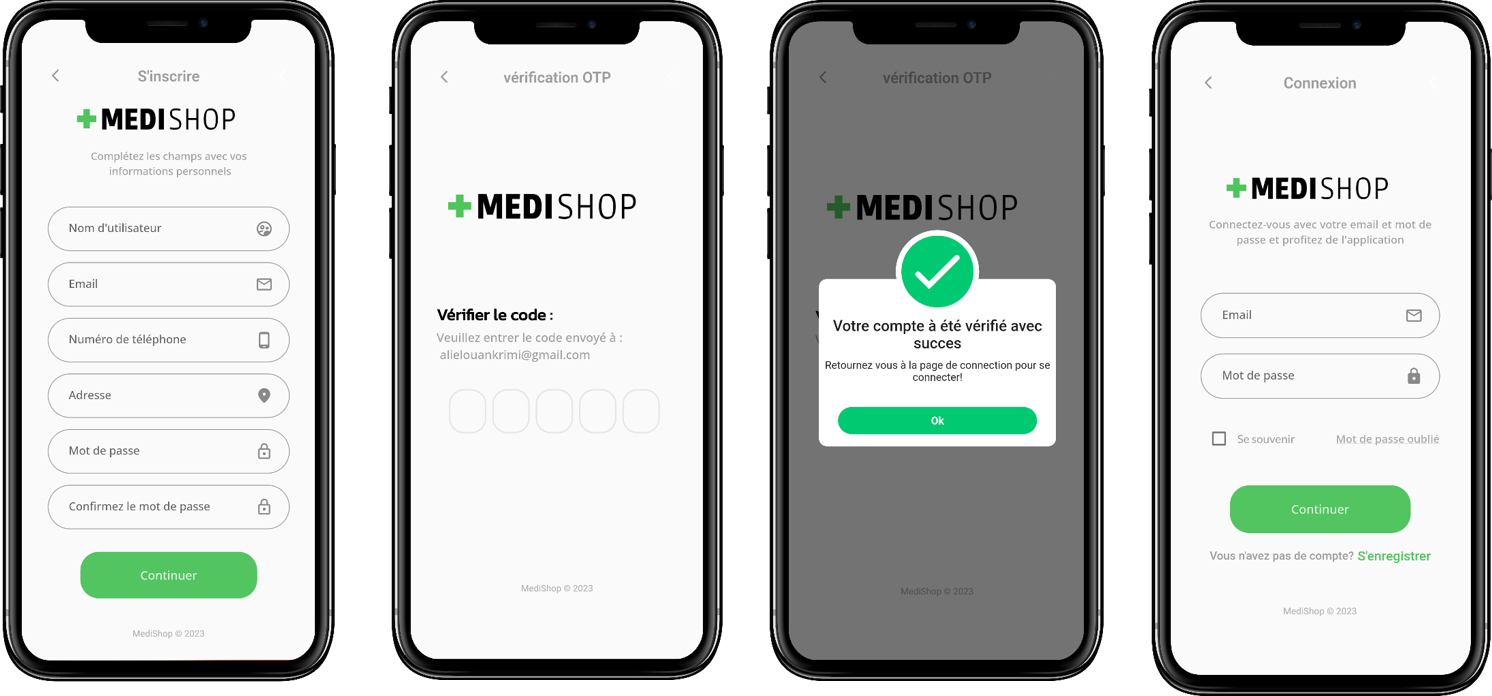 S'inscrire
MEDISHOP
Complétez les champs avec vos
informations personnels
Nom d'utilisateur
Email
Numéro de téléphone
Adresse
Mot de passe
Confirmez le mot de passe
Continuer
MediShop © 2023
vérification OTP
MEDISHOP
Vérifier le code :
Veuillez entrer le code envoyé à :
alielouankrimi@gmail.com
MediShop © 2023
vérification OTP
MEDISHOP
Votre compte à été vérifié avec
succes
Retournez vous à la page de connection pour se
connecter!
Ok
MediShop © 2023
Connexion
MEDISHOP
Connectez-vous avec votre email et mot de
passe et profitez de l'application
Email
Mot de passe
Se souvenir
Mot de passe oublié
Continuer
Vous n'avez pas de compte? S'enregistrer
MediShop © 2023